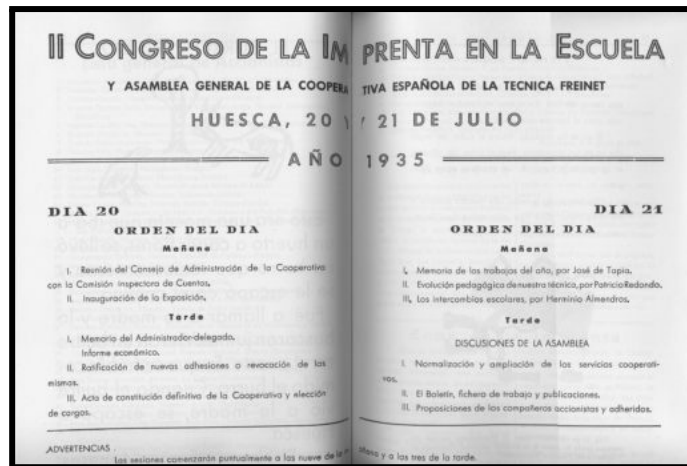 II CONGRESO DE LA IMPRENTA EN LA ESCUELA
Y ASAMBLEA GENERAL DE LA COOPERATIVA ESPAÑOLA DE LA TECNICA FREINET
HUESCA, 20 Y 21 DE JULIO
AÑO 1935
DIA 20
ORDEN DEL DIA
Mañana
I. Reunión del Consejo de Administración de la Cooperativa
con la Comisión inspectora de Cuentas.
II. Inauguración de la Exposición.
Tarde
I. Memoria del Administrador-delegado.
Informe económico.
II. Ratificación de nuevas adhesiones o revocación de las
mismas.
III. Acta de constitución definitiva de la Cooperativa y elección
de cargos.
DIA 21
ORDEN DEL DIA
Mañana
I. Memoria de los trabajos del año, por José de Tapia.
II. Evolución pedagógica de nuestra técnica, por Patricio Redondo.
III. Los intercambios escolares, por Herminio Almendros.
Tarde
DISCUSIONES DE LA ASAMBLEA
I. Normalización y ampliación de los servicios cooperati-
vos.
II. El Boletín, fichero de trabajo y publicaciones.
III. Proposiciones de los compañeros accionistas y adheridos.
ADVERTENCIAS
Las sesiones comenzarán puntualmente a las nueve de la mañana y a las tres de la tarde.